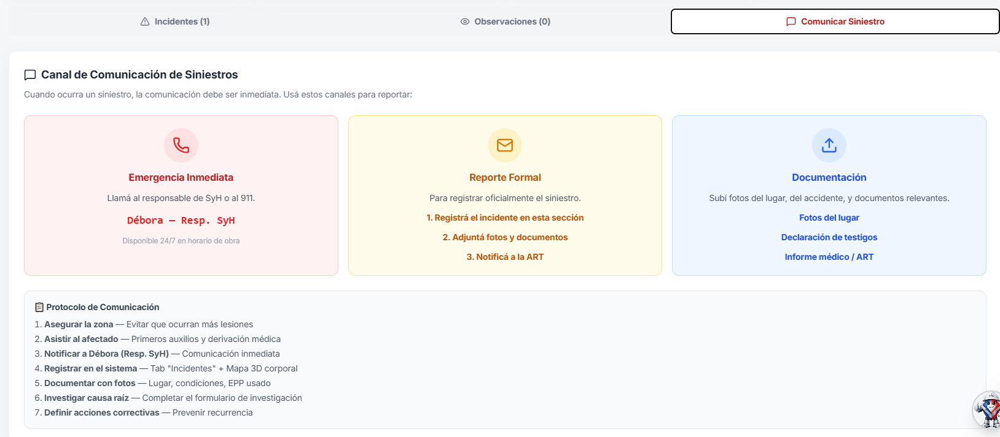 Incidentes (1)
Observaciones (0)
Comunicar Siniestro
Canal de Comunicación de Siniestros
Cuando ocurra un siniestro, la comunicación debe ser inmediata. Usá estos canales para reportar:
Emergencia Inmediata
Llamá al responsable de SyH o al 911.
Débora – Resp. SyH
Disponible 24/7 en horario de obra
Reporte Formal
Para registrar oficialmente el siniestro.
1. Registrá el incidente en esta sección
2. Adjuntá fotos y documentos
3. Notificá a la ART
Documentación
Subí fotos del lugar, del accidente, y documentos relevantes.
Fotos del lugar
Declaración de testigos
Informe médico / ART
Protocolo de Comunicación
1. Asegurar la zona — Evitar que ocurran más lesiones
2. Asistir al afectado — Primeros auxilios y derivación médica
3. Notificar a Débora (Resp. SyH) — Comunicación inmediata
4. Registrar en el sistema — Tab "Incidentes" + Mapa 3D corporal
5. Documentar con fotos — Lugar, condiciones, EPP usado
6. Investigar causa raíz — Completar el formulario de investigación
7. Definir acciones correctivas — Prevenir recurrencia